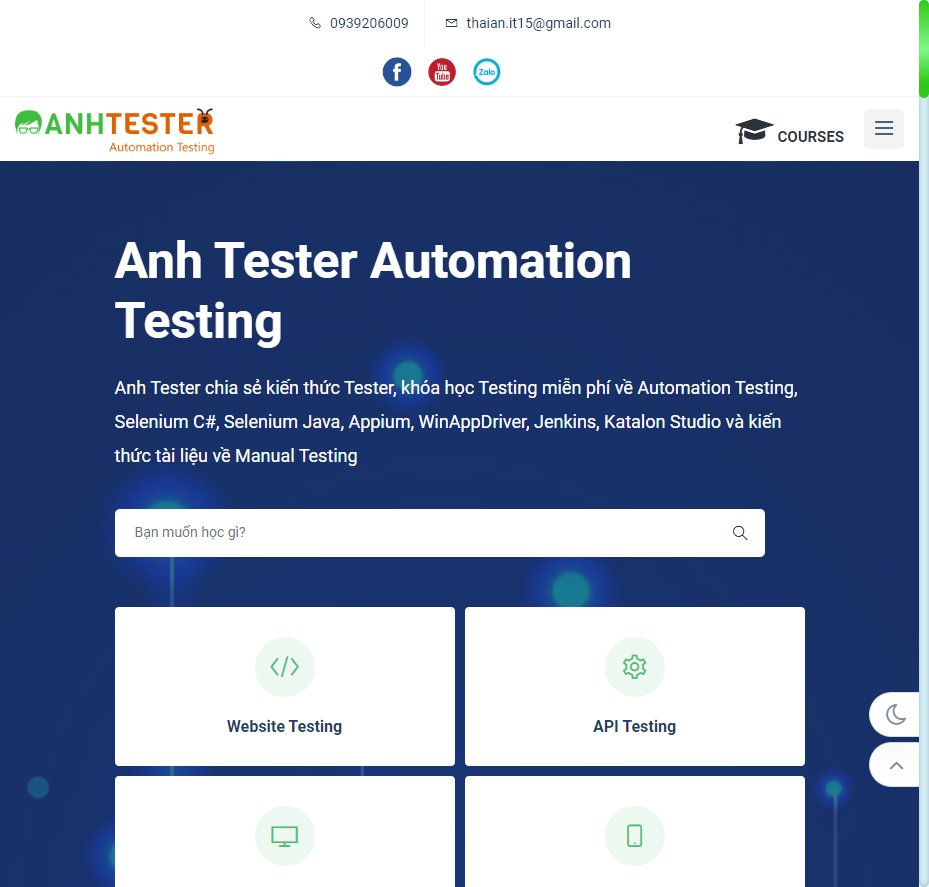 0939206009
thaian.it15@gmail.com
f
You
Tube
Zalo
ANHTESTER
Automation Testing
COURSES
Anh Tester Automation
Testing
Anh Tester chia sẻ kiến thức Tester, khóa học Testing miễn phí về Automation Testing,
Selenium C#, Selenium Java, Appium, WinAppDriver, Jenkins, Katalon Studio và kiến
thức tài liệu về Manual Testing
Bạn muốn học gì?
Website Testing
API Testing